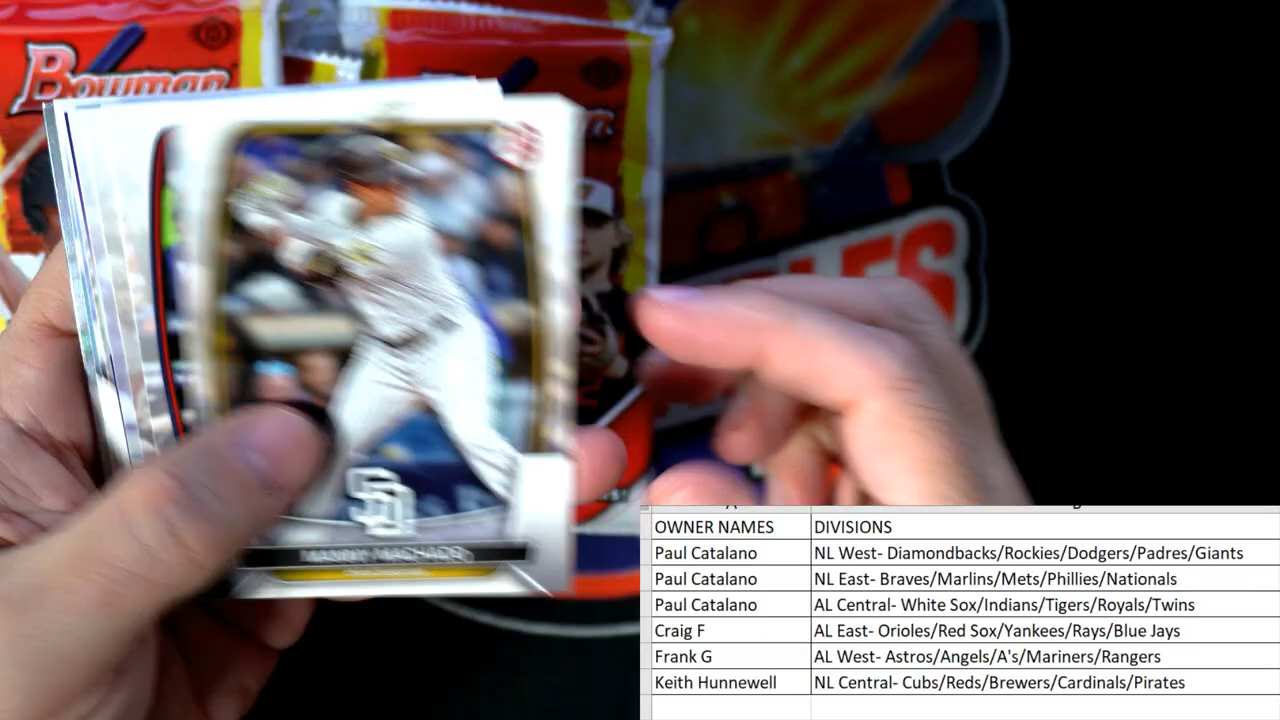 Bowman
SD
MANNY MACHADO
OWNER NAMES DIVISIONS
Paul Catalano NL West- Diamondbacks/Rockies/Dodgers/Padres/Giants
Paul Catalano NL East- Braves/Marlins/Mets/Phillies/Nationals
Paul Catalano AL Central- White Sox/Indians/Tigers/Royals/Twins
Craig F AL East- Orioles/Red Sox/Yankees/Rays/Blue Jays
Frank G AL West- Astros/Angels/A's/Mariners/Rangers
Keith Hunnewell NL Central- Cubs/Reds/Brewers/Cardinals/Pirates